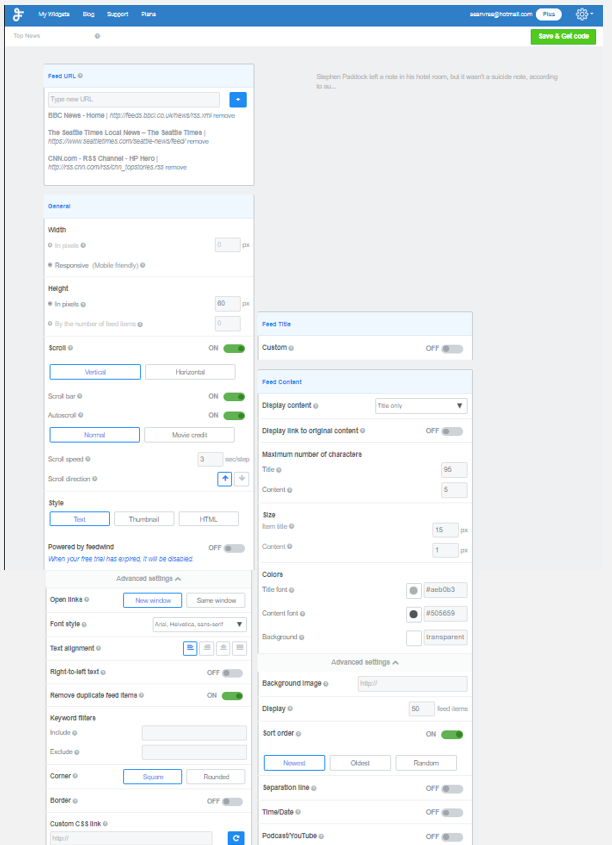 My Widgets Blog Support Plans seanvree@hotmail.com Plus
Top News
Save & Get code
Feed URL
Type new URL
+
BBC News - Home | http://feeds.bbci.co.uk/news/rss.xml remove
The Seattle Times Local News – The Seattle Times |
https://www.seattletimes.com/seattle-news/feed/ remove
CNN.com - RSS Channel - HP Hero |
http://rss.cnn.com/rss/cnn_topstories.rss remove
Stephen Paddock left a note in his hotel room, but it wasn't a suicide note, according
to au...
General
Width
In pixels 0 px
Responsive (Mobile friendly)
Height
In pixels 60 px
By the number of feed items 0
Scroll ON
Vertical Horizontal
Scroll bar ON
Autoscroll ON
Normal Movie credit
Scroll speed 3 sec/step
Scroll direction
Style
Text Thumbnail HTML
Powered by feedwind OFF
When your free trial has expired, it will be disabled.
Advanced settings
Open links New window Same window
Font style Arial, Helvetica, sans-serif
Text alignment
Right-to-left text OFF
Remove duplicate feed items ON
Keyword filters
Include
Exclude
Corner Square Rounded
Border OFF
Custom CSS link
http://
Feed Title
Custom OFF
Feed Content
Display content Title only
Display link to original content OFF
Maximum number of characters
Title 95
Content 5
Size
Item title 15 px
Content 1 px
Colors
Title font #aeb0b3
Content font #505659
Background transparent
Advanced settings
Background image http://
Display 50 feed items
Sort order ON
Newest Oldest Random
Separation line OFF
Time/Date OFF
Podcast/YouTube OFF